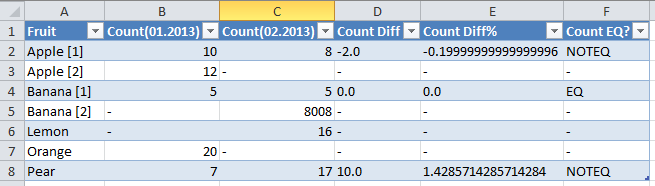 A B C D E F
1 Fruit Count(01.2013) Count(02.2013) Count Diff Count Diff% Count EQ?
2 Apple [1] 10 8 -2.0 -0.19999999999999996 NOTEQ
3 Apple [2] 12 - - - -
4 Banana [1] 5 5 0.0 0.0 EQ
5 Banana [2] - 8008 - - -
6 Lemon - 16 - - -
7 Orange 20 - - - -
8 Pear 7 17 10.0 1.4285714285714284 NOTEQ